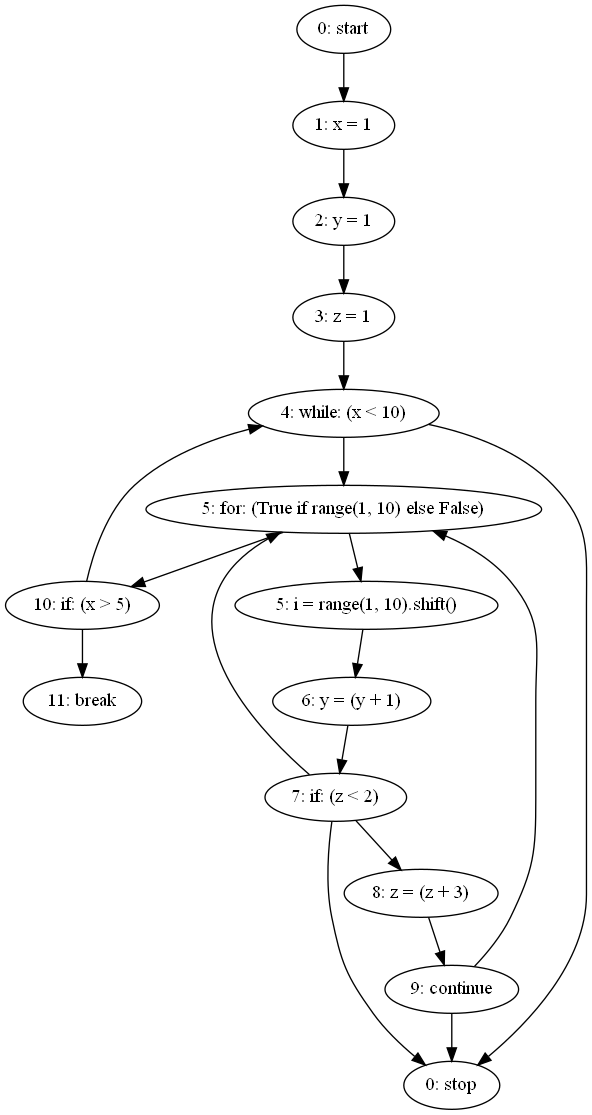 0: start
1: x = 1
2: y = 1
3: z = 1
4: while: (x < 10)
5: for: (True if range(1, 10) else False)
10: if: (x > 5)
5: i = range(1, 10).shift()
11: break
6: y = (y + 1)
7: if: (z < 2)
8: z = (z + 3)
9: continue
0: stop